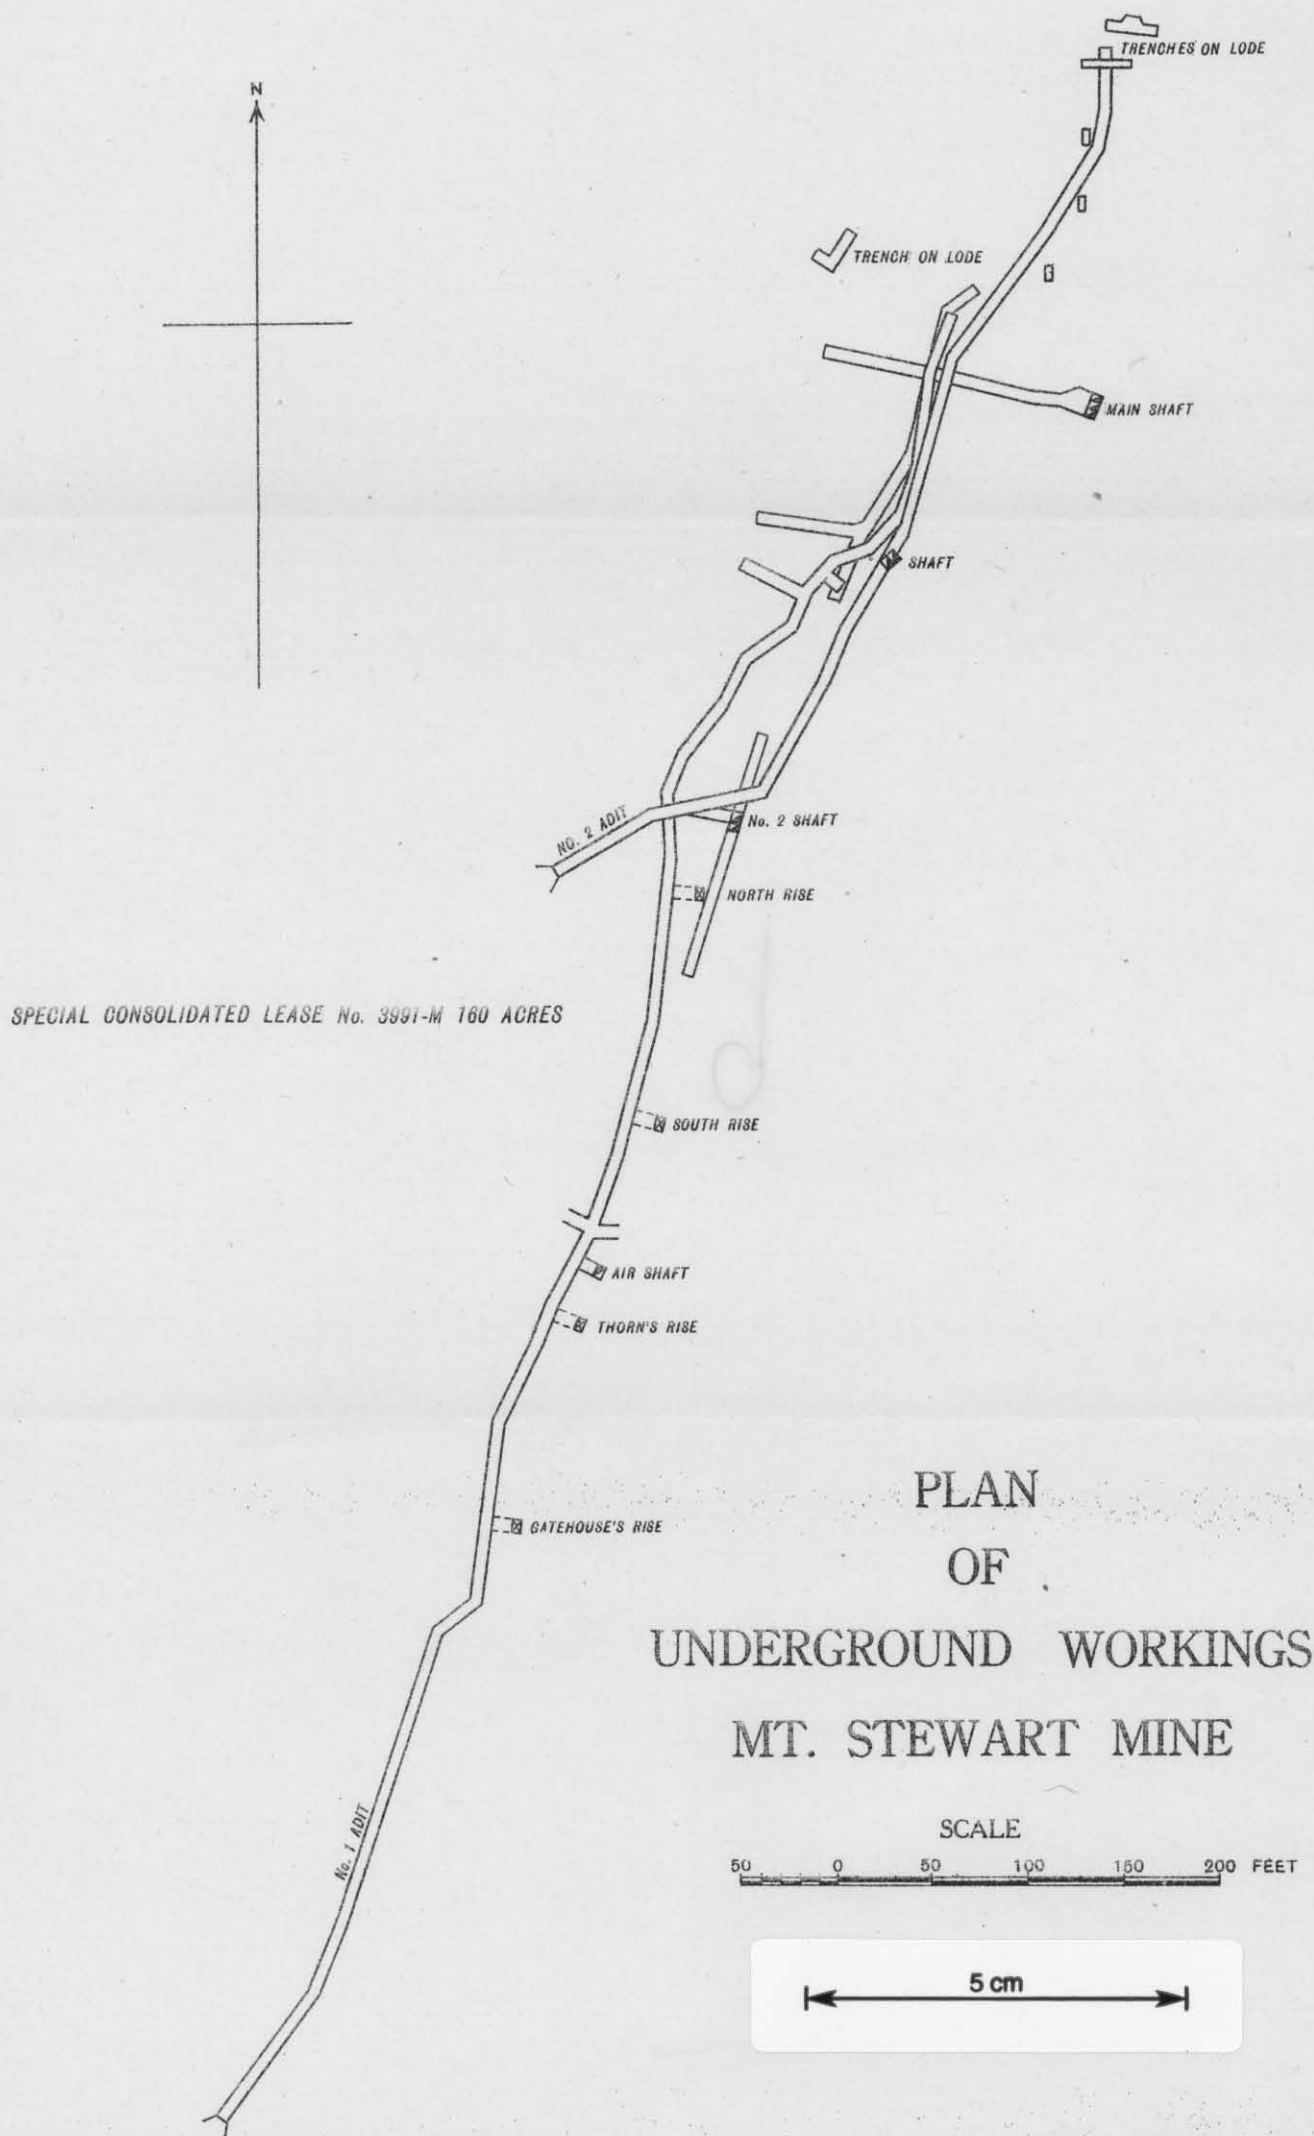 N
TRENCHES ON LODE
TRENCH ON LODE
MAIN SHAFT
SHAFT
NO. 2 ADIT
No. 2 SHAFT
NORTH RISE
SPECIAL CONSOLIDATED LEASE No. 3991-M 160 ACRES
SOUTH RISE
AIR SHAFT
THORN'S RISE
GATEHOUSE'S RISE
PLAN
OF
UNDERGROUND WORKINGS
MT. STEWART MINE
No. 1 ADIT
SCALE
50 0 50 100 150 200 FEET
5 cm